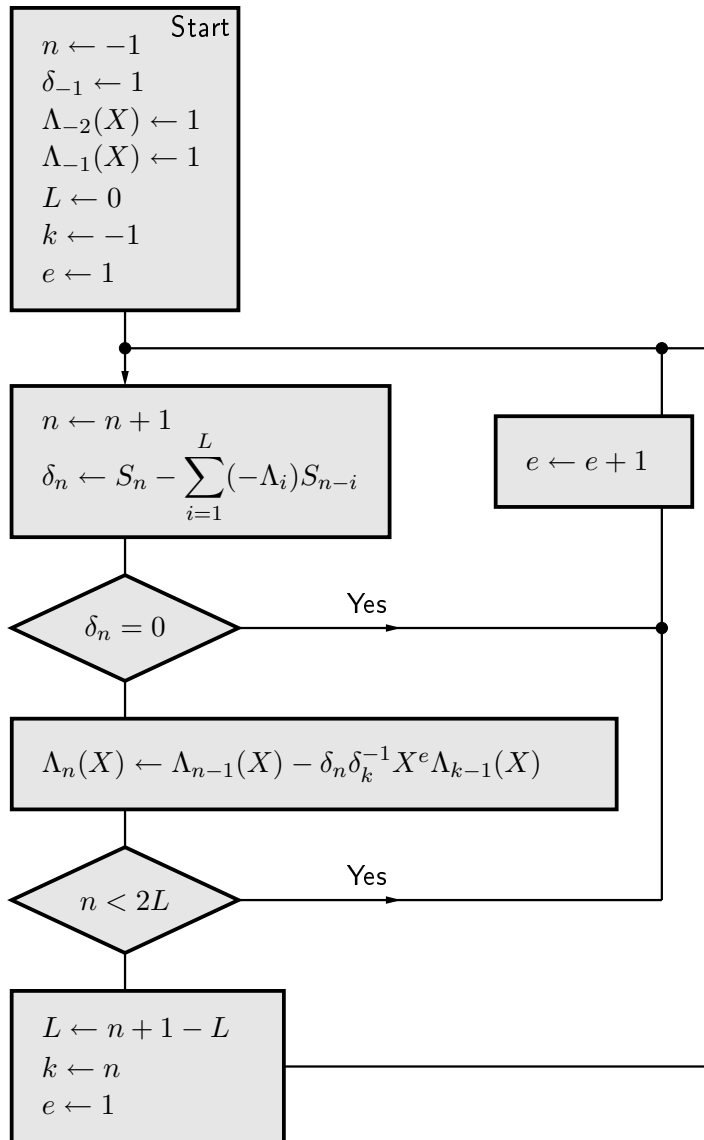 Start
n ← −1
δ₋₁ ← 1
Λ₋₂(X) ← 1
Λ₋₁(X) ← 1
L ← 0
k ← −1
e ← 1
n ← n + 1
δₙ ← Sₙ − ∑ᵢ₌₁ᴸ (−Λᵢ)Sₙ₋ᵢ
e ← e + 1
δₙ = 0
Yes
Λₙ(X) ← Λₙ₋₁(X) − δₙδₖ⁻¹XᵉΛₖ₋₁(X)
n < 2L
Yes
L ← n + 1 − L
k ← n
e ← 1